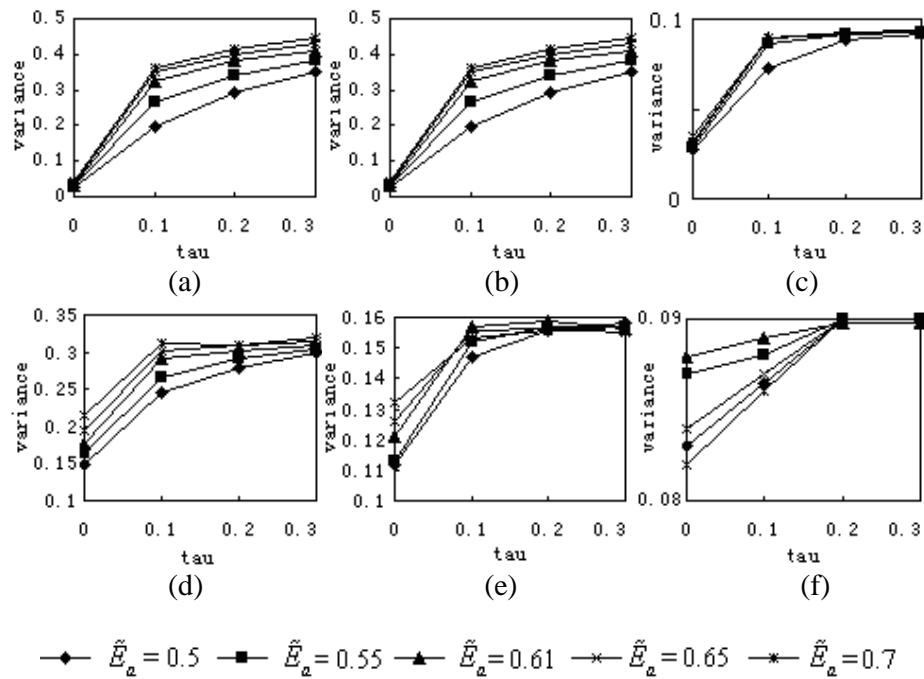 0.5
0.4
0.3
0.2
0.1
0
variance
0 0.1 0.2 0.3
tau
(a)
0.5
0.4
0.3
0.2
0.1
0
variance
0 0.1 0.2 0.3
tau
(b)
0.1
0
variance
0 0.1 0.2 0.3
tau
(c)
0.35
0.3
0.25
0.2
0.15
0.1
variance
0 0.1 0.2 0.3
tau
(d)
0.16
0.15
0.14
0.13
0.12
0.11
0.1
variance
0 0.1 0.2 0.3
tau
(e)
0.09
0.08
variance
0 0.1 0.2 0.3
tau
(f)
Ẽa = 0.5 Ẽa = 0.55 Ẽa = 0.61 Ẽa = 0.65 Ẽa = 0.7